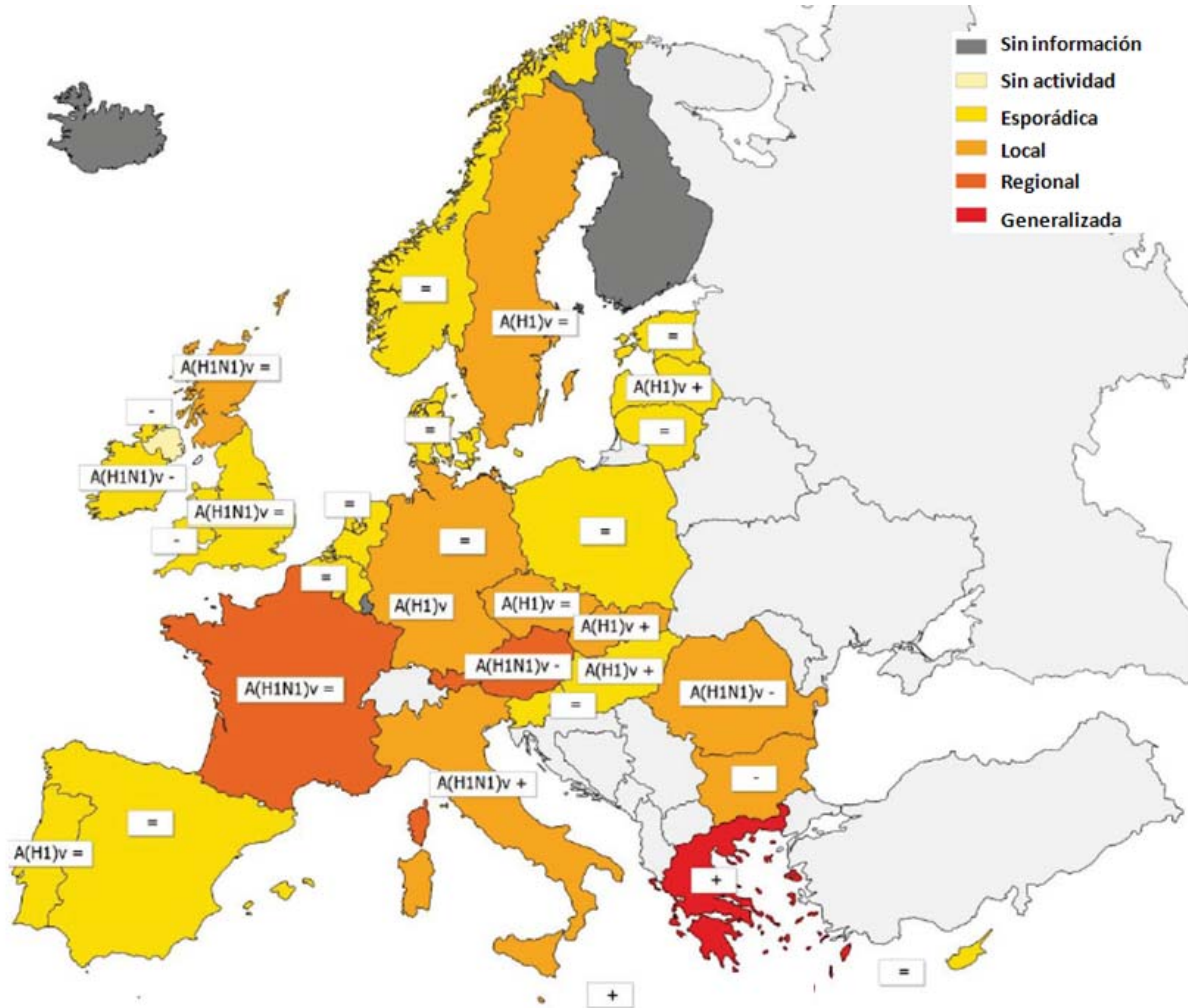 Sin información
Sin actividad
Esporádica
Local
Regional
Generalizada
=
A(H1)v =
=
A(H1N1)v =
A(H1)v +
-
=
=
A(H1N1)v -
=
A(H1N1)v =
=
=
-
=
A(H1)v
A(H1)v =
A(H1)v +
A(H1N1)v -
A(H1)v +
A(H1N1)v =
A(H1N1)v -
=
A(H1N1)v +
-
=
A(H1)v =
+
=
+